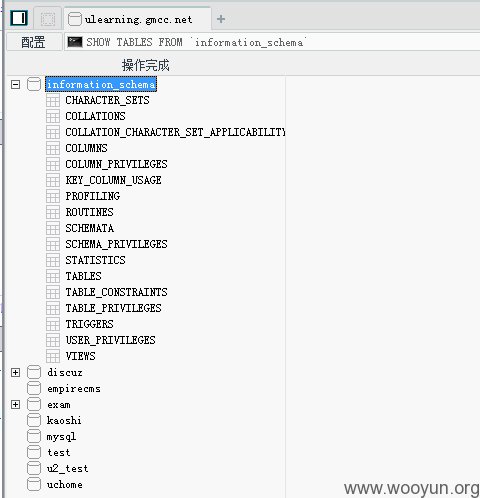 ulearning.gmcc.net
配置
SHOW TABLES FROM `information_schema`
操作完成
information_schema
CHARACTER_SETS
COLLATIONS
COLLATION_CHARACTER_SET_APPLICABILITY
COLUMNS
COLUMN_PRIVILEGES
KEY_COLUMN_USAGE
PROFILING
ROUTINES
SCHEMATA
SCHEMA_PRIVILEGES
STATISTICS
TABLES
TABLE_CONSTRAINTS
TABLE_PRIVILEGES
TRIGGERS
USER_PRIVILEGES
VIEWS
discuz
empirecms
exam
kaoshi
mysql
test
u2_test
uchome
www.wooyun.org